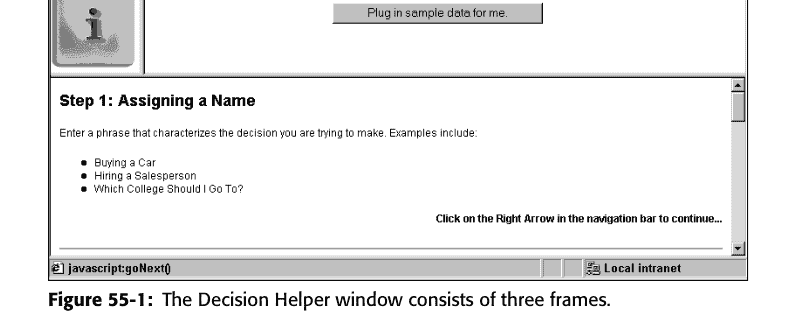 Plug in sample data for me.
Step 1: Assigning a Name
Enter a phrase that characterizes the decision you are trying to make. Examples include:
Buying a Car
Hiring a Salesperson
Which College Should I Go To?
Click on the Right Arrow in the navigation bar to continue...
javascript:goNext() Local intranet
Figure 55-1: The Decision Helper window consists of three frames.